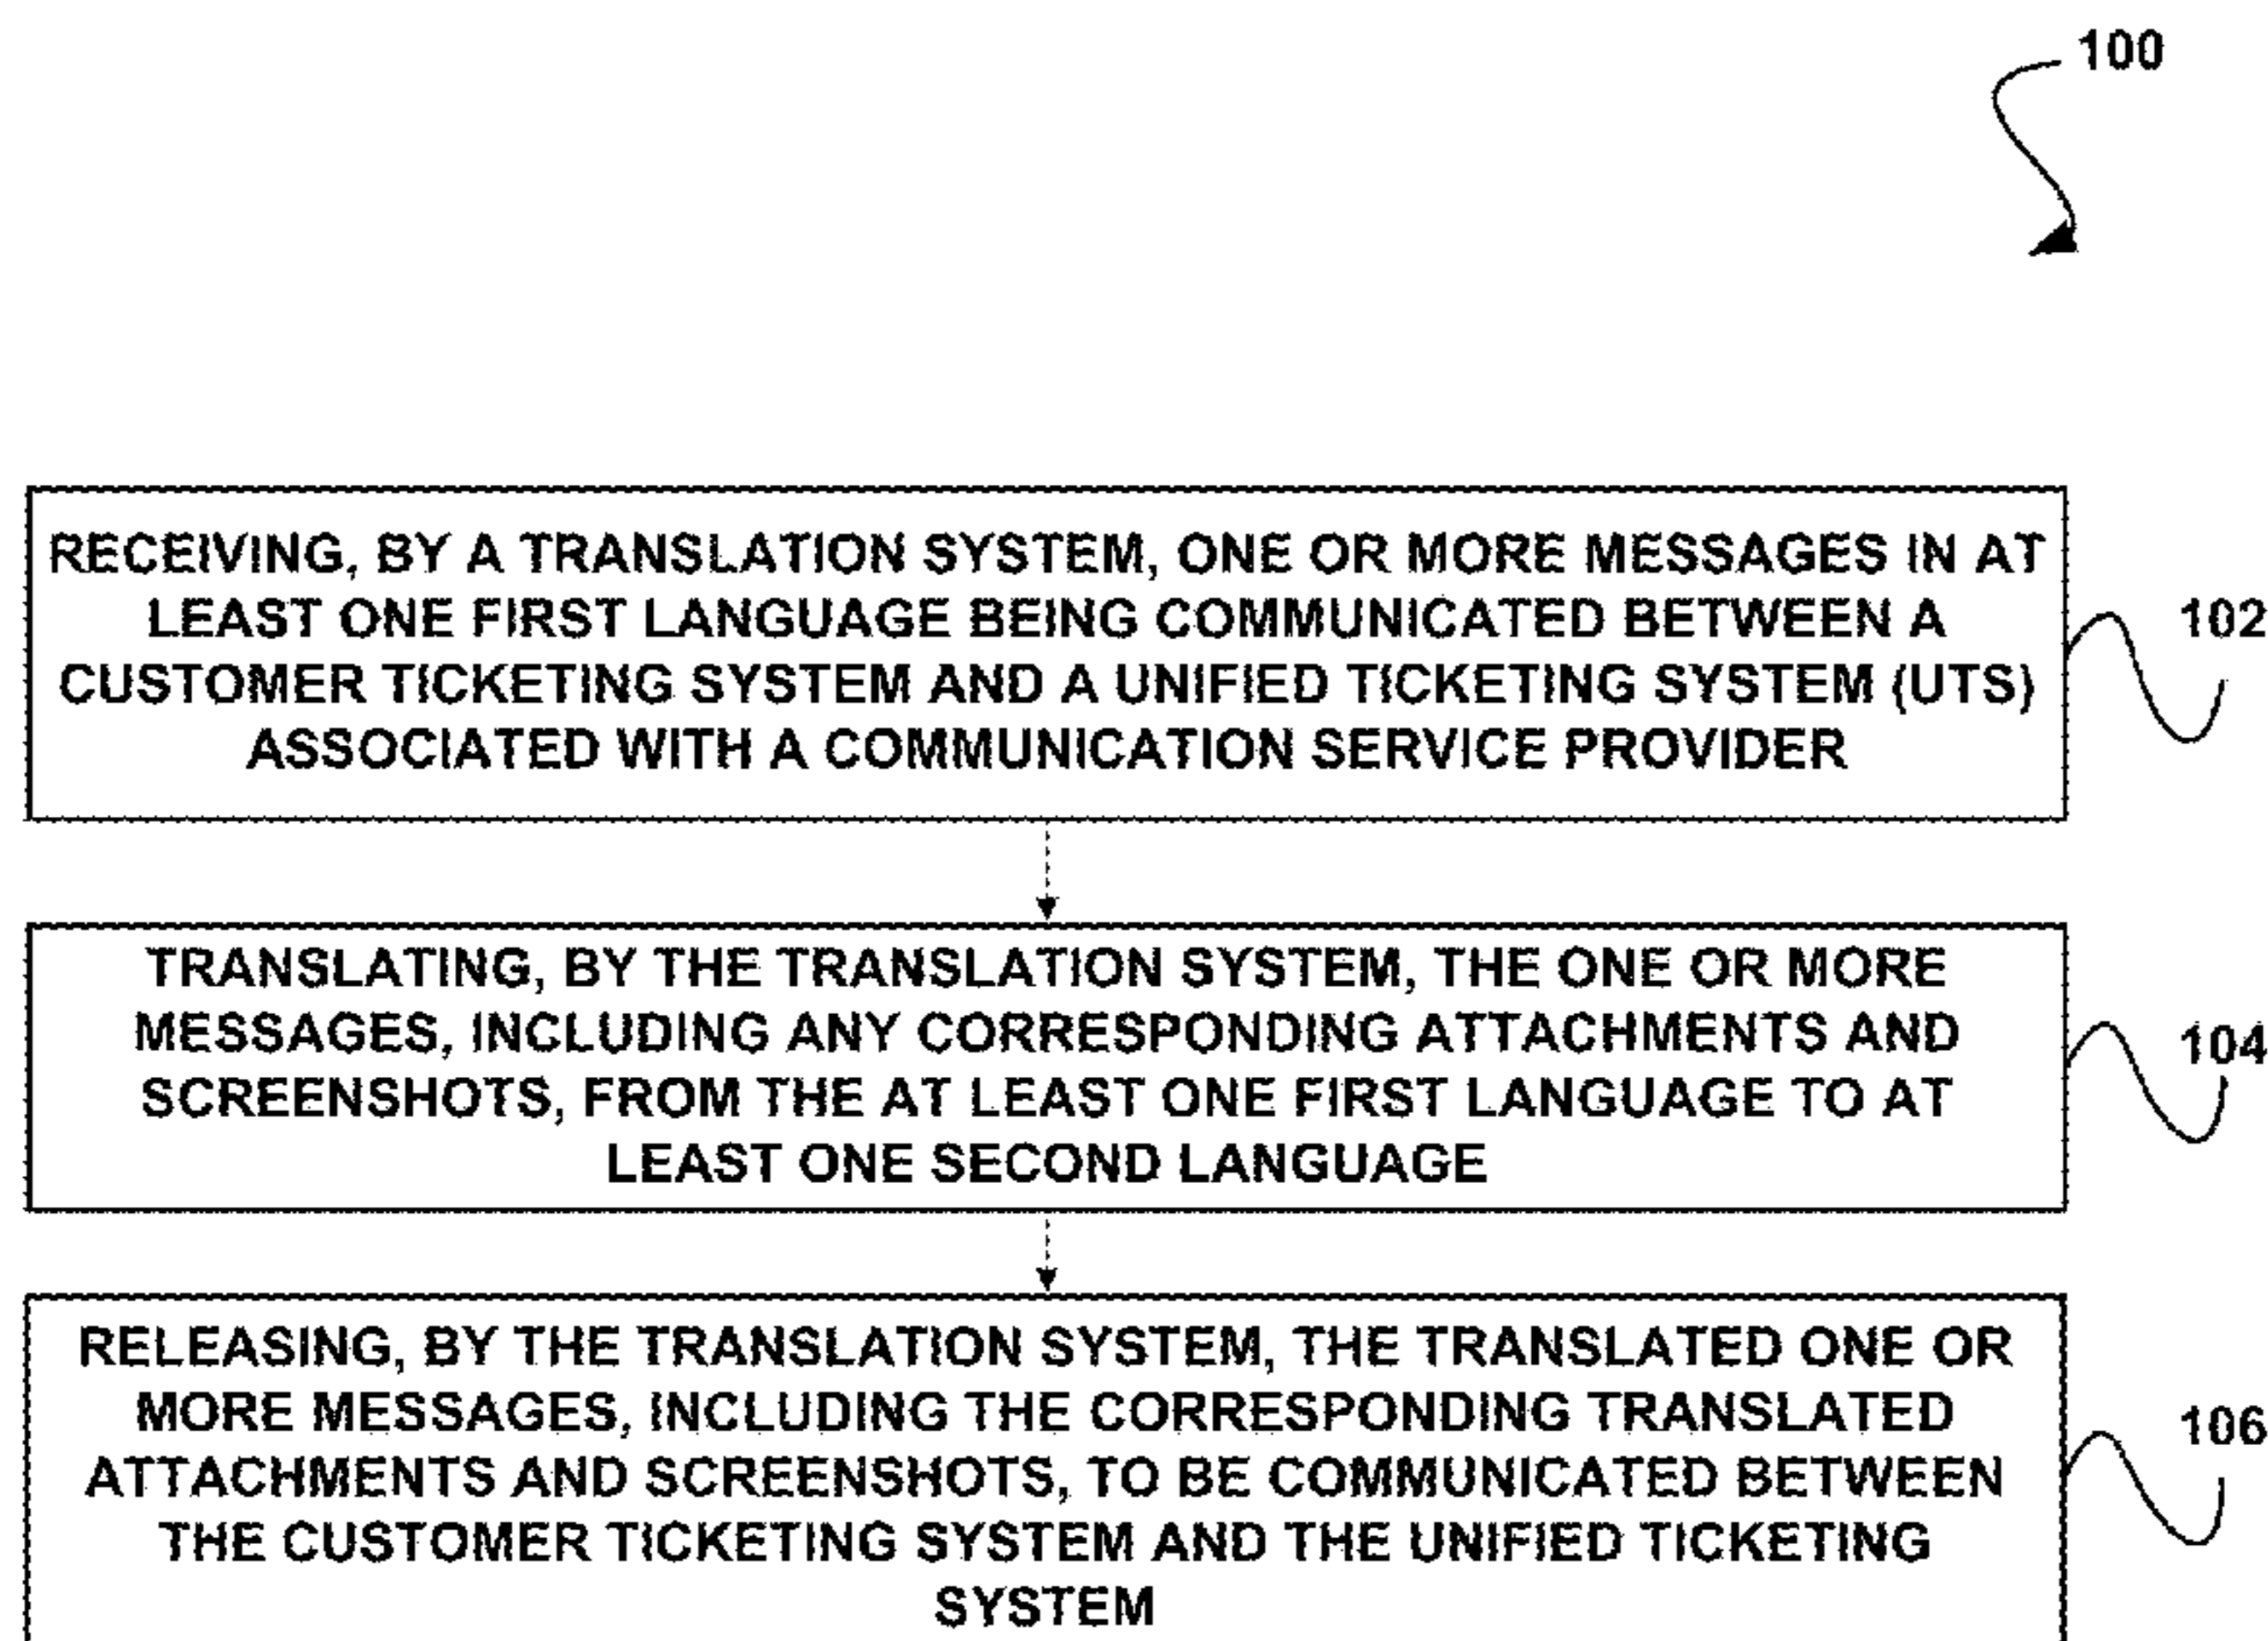 100
RECEIVING, BY A TRANSLATION SYSTEM, ONE OR MORE MESSAGES IN AT
LEAST ONE FIRST LANGUAGE BEING COMMUNICATED BETWEEN A
CUSTOMER TICKETING SYSTEM AND A UNIFIED TICKETING SYSTEM (UTS)
ASSOCIATED WITH A COMMUNICATION SERVICE PROVIDER
102
TRANSLATING, BY THE TRANSLATION SYSTEM, THE ONE OR MORE
MESSAGES, INCLUDING ANY CORRESPONDING ATTACHMENTS AND
SCREENSHOTS, FROM THE AT LEAST ONE FIRST LANGUAGE TO AT
LEAST ONE SECOND LANGUAGE
104
RELEASING, BY THE TRANSLATION SYSTEM, THE TRANSLATED ONE OR
MORE MESSAGES, INCLUDING THE CORRESPONDING TRANSLATED
ATTACHMENTS AND SCREENSHOTS, TO BE COMMUNICATED BETWEEN
THE CUSTOMER TICKETING SYSTEM AND THE UNIFIED TICKETING
SYSTEM
106